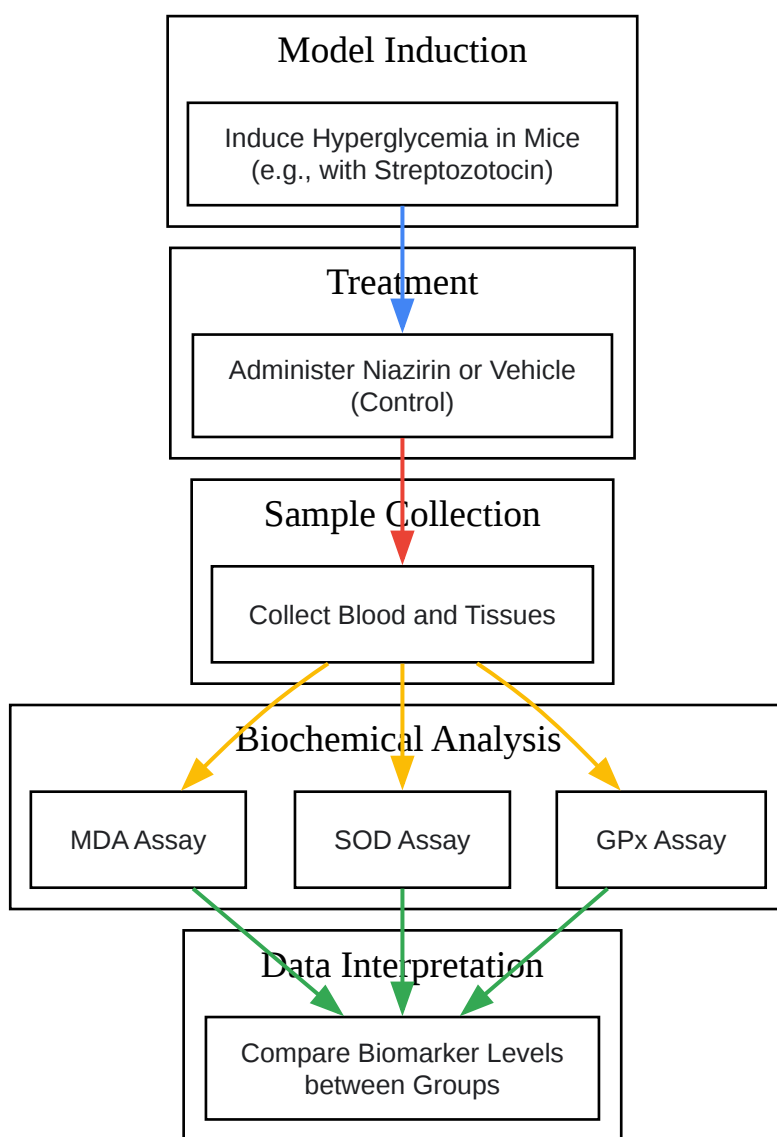 Model Induction
Induce Hyperglycemia in Mice
(e.g., with Streptozotocin)
Treatment
Administer Niazirin or Vehicle
(Control)
Sample Collection
Collect Blood and Tissues
Biochemical Analysis
MDA Assay
SOD Assay
GPx Assay
Data Interpretation
Compare Biomarker Levels
between Groups